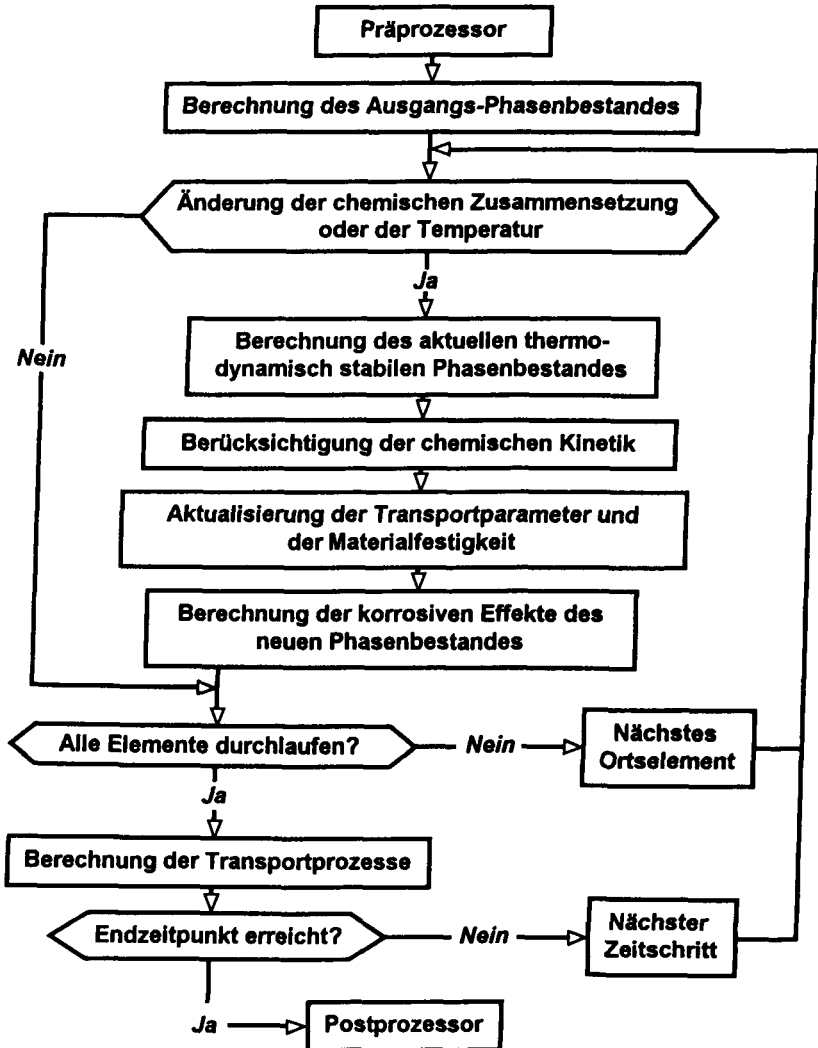 Präprozessor
Berechnung des Ausgangs-Phasenbestandes
Änderung der chemischen Zusammensetzung
oder der Temperatur
Ja
Nein
Berechnung des aktuellen thermo-
dynamisch stabilen Phasenbestandes
Berücksichtigung der chemischen Kinetik
Aktualisierung der Transportparameter und
der Materialfestigkeit
Berechnung der korrosiven Effekte des
neuen Phasenbestandes
Alle Elemente durchlaufen?
Nein
Nächstes
Ortselement
Ja
Berechnung der Transportprozesse
Endzeitpunkt erreicht?
Nein
Nächster
Zeitschritt
Ja
Postprozessor